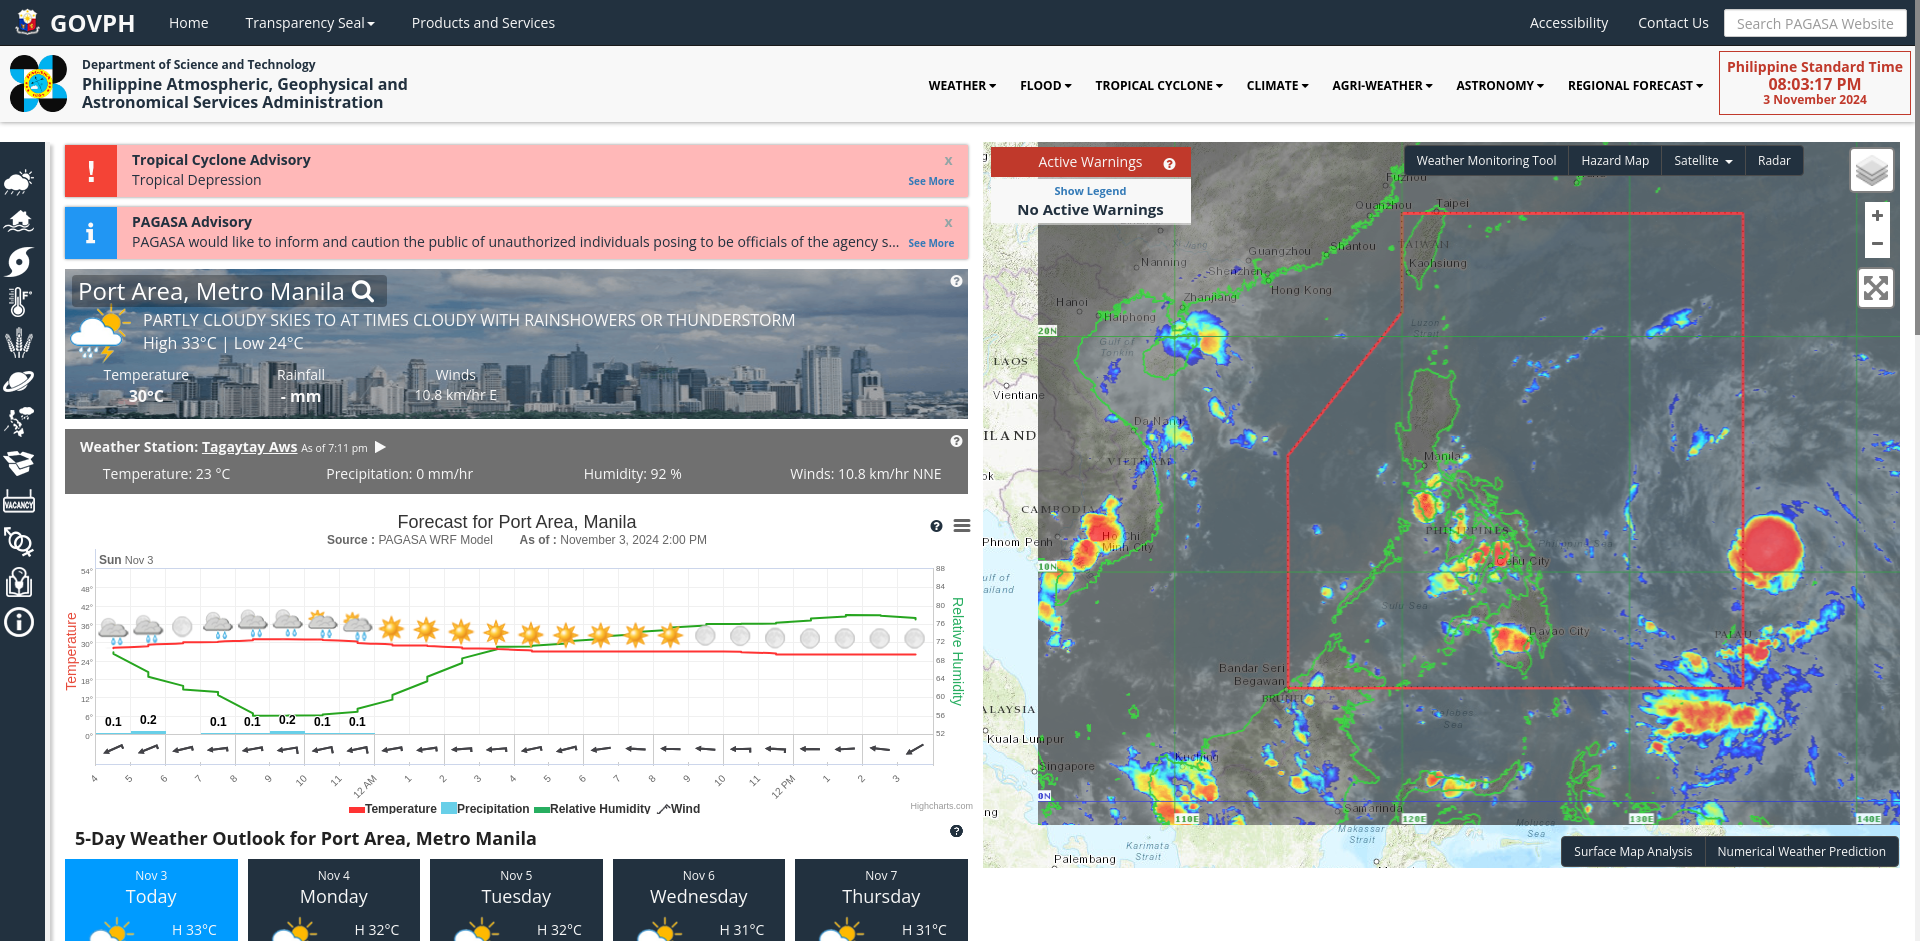 GOVPH
Home
Transparency Seal
Products and Services
Accessibility
Contact Us
Search PAGASA Website
Department of Science and Technology
Philippine Atmospheric, Geophysical and
Astronomical Services Administration
WEATHER
FLOOD
TROPICAL CYCLONE
CLIMATE
AGRI-WEATHER
ASTRONOMY
REGIONAL FORECAST
Philippine Standard Time
08:03:17 PM
3 November 2024
VACANCY
Tropical Cyclone Advisory
x
Tropical Depression
See More
PAGASA Advisory
x
PAGASA would like to inform and caution the public of unauthorized individuals posing to be officials of the agency s...
See More
Port Area, Metro Manila
PARTLY CLOUDY SKIES TO AT TIMES CLOUDY WITH RAINSHOWERS OR THUNDERSTORM
High 33°C | Low 24°C
Temperature
Rainfall
Winds
30°C
- mm
10.8 km/hr E
Weather Station: Tagaytay Aws As of 7:11 pm
Temperature: 23 °C
Precipitation: 0 mm/hr
Humidity: 92 %
Winds: 10.8 km/hr NNE
Forecast for Port Area, Manila
Source : PAGASA WRF Model As of : November 3, 2024 2:00 PM
Sun Nov 3
Temperature
54°
48°
42°
36°
30°
24°
18°
12°
6°
0°
88
84
80
76
72
68
64
60
56
52
Relative Humidity
0.1
0.2
0.1
0.1
0.2
0.1
0.1
4
5
6
7
8
9
10
11
12 AM
1
2
3
4
5
6
7
8
9
10
11
12 PM
1
2
3
Temperature
Precipitation
Relative Humidity
Wind
Highcharts.com
5-Day Weather Outlook for Port Area, Metro Manila
Nov 3
Today
H 33°C
Nov 4
Monday
H 32°C
Nov 5
Tuesday
H 32°C
Nov 6
Wednesday
H 31°C
Nov 7
Thursday
H 31°C
Active Warnings
Show Legend
No Active Warnings
Weather Monitoring Tool
Hazard Map
Satellite
Radar
+
−
Fuzhou
Quanzhou
Taipei
Guangzhou
Shantou
TAIWAN
Nanning
Shenzhen
Kaohsiung
Hong Kong
Zhanjiang
Hanoi
Haiphong
20N
Luzon
Strait
Gulf of
Tonkin
LAOS
Vientiane
Da Nang
ILAND
VIETNAM
Manila
ok
CAMBODIA
PHILIPPINES
Phnom Penh
Ho Chi
Minh City
Cebu City
10N
ulf of
ailand
Sulu Sea
Davao City
PALAU
Bandar Seri
Begawan
BRUNEI
ALAYSIA
Celebes
Sea
Kuala Lumpur
Kuching
Singapore
0N
ng
Samarinda
110E
120E
130E
140E
Makassar
Strait
Molucca
Sea
Karimata
Strait
Palembang
Surface Map Analysis
Numerical Weather Prediction